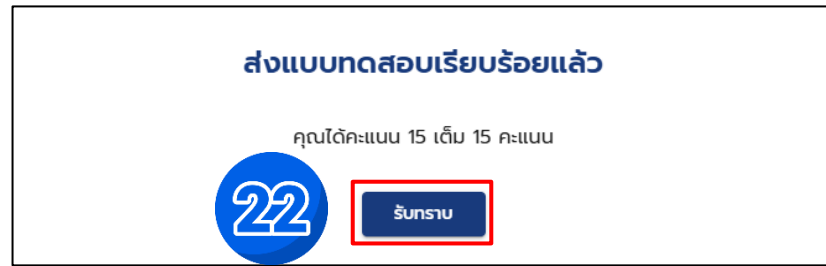 ส่งแบบทดสอบเรียบร้อยแล้ว
คุณได้คะแนน 15 เต็ม 15 คะแนน
22
รับทราบ